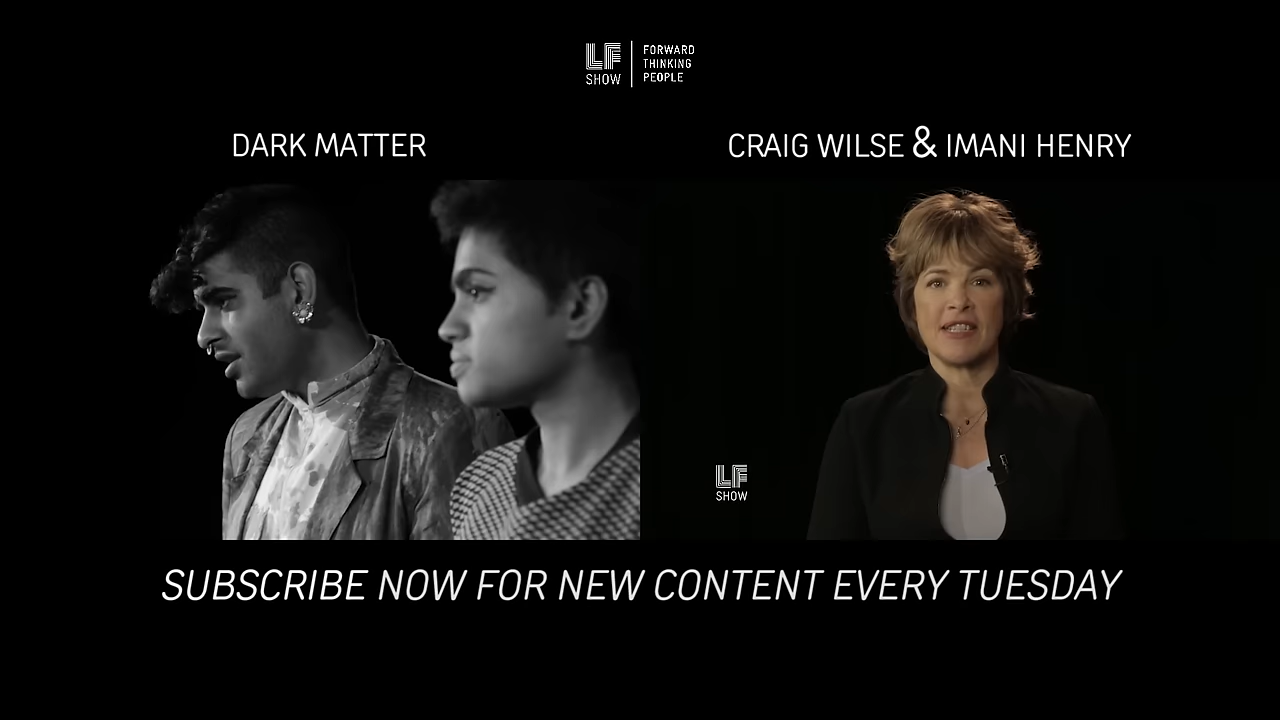 LF SHOW
FORWARD
THINKING
PEOPLE
DARK MATTER
CRAIG WILSE & IMANI HENRY
LF
SHOW
SUBSCRIBE NOW FOR NEW CONTENT EVERY TUESDAY